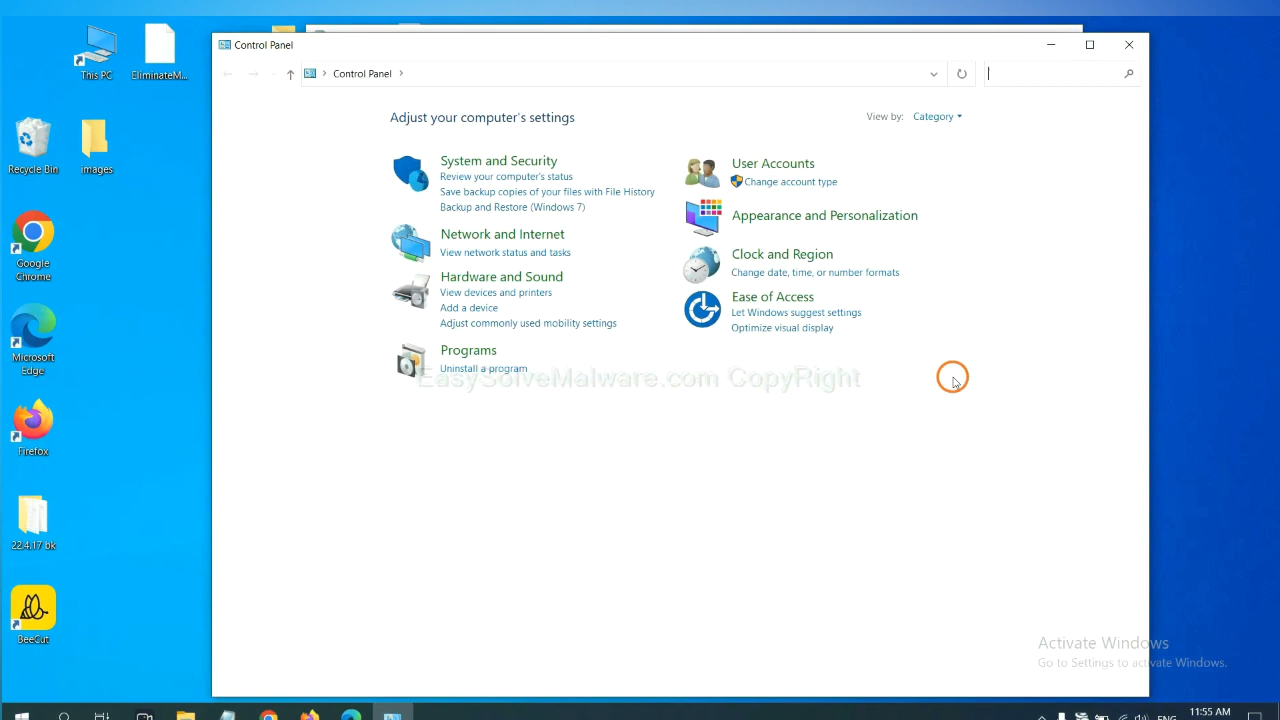 This PC
EliminateM...
Recycle Bin
images
Google
Chrome
Microsoft
Edge
Firefox
22.4.17 bk
BeeCut
Control Panel
Control Panel
Adjust your computer's settings
View by: Category
System and Security
Review your computer's status
Save backup copies of your files with File History
Backup and Restore (Windows 7)
Network and Internet
View network status and tasks
Hardware and Sound
View devices and printers
Add a device
Adjust commonly used mobility settings
Programs
Uninstall a program
User Accounts
Change account type
Appearance and Personalization
Clock and Region
Change date, time, or number formats
Ease of Access
Let Windows suggest settings
Optimize visual display
EasySolveMalware.com CopyRight
Activate Windows
Go to Settings to activate Windows.
ENG
11:55 AM